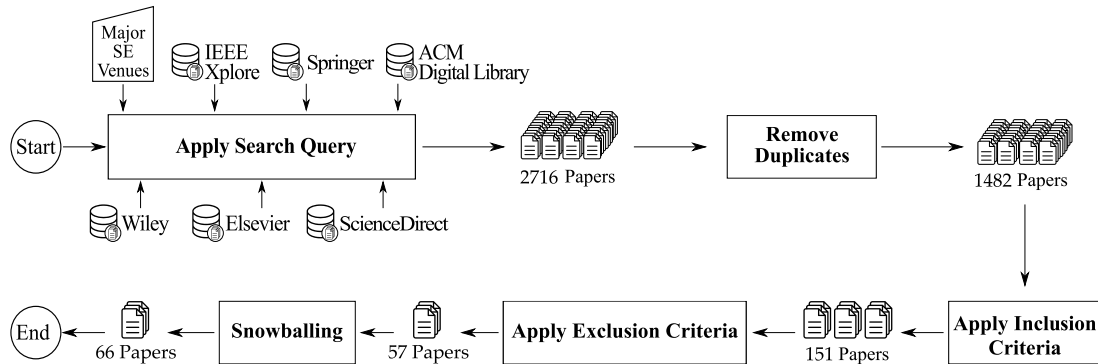 Major
SE
Venues
IEEE
Xplore
Springer
ACM
Digital Library
Start
Apply Search Query
2716 Papers
Remove
Duplicates
1482 Papers
Wiley
Elsevier
ScienceDirect
End
66 Papers
Snowballing
57 Papers
Apply Exclusion Criteria
151 Papers
Apply Inclusion
Criteria